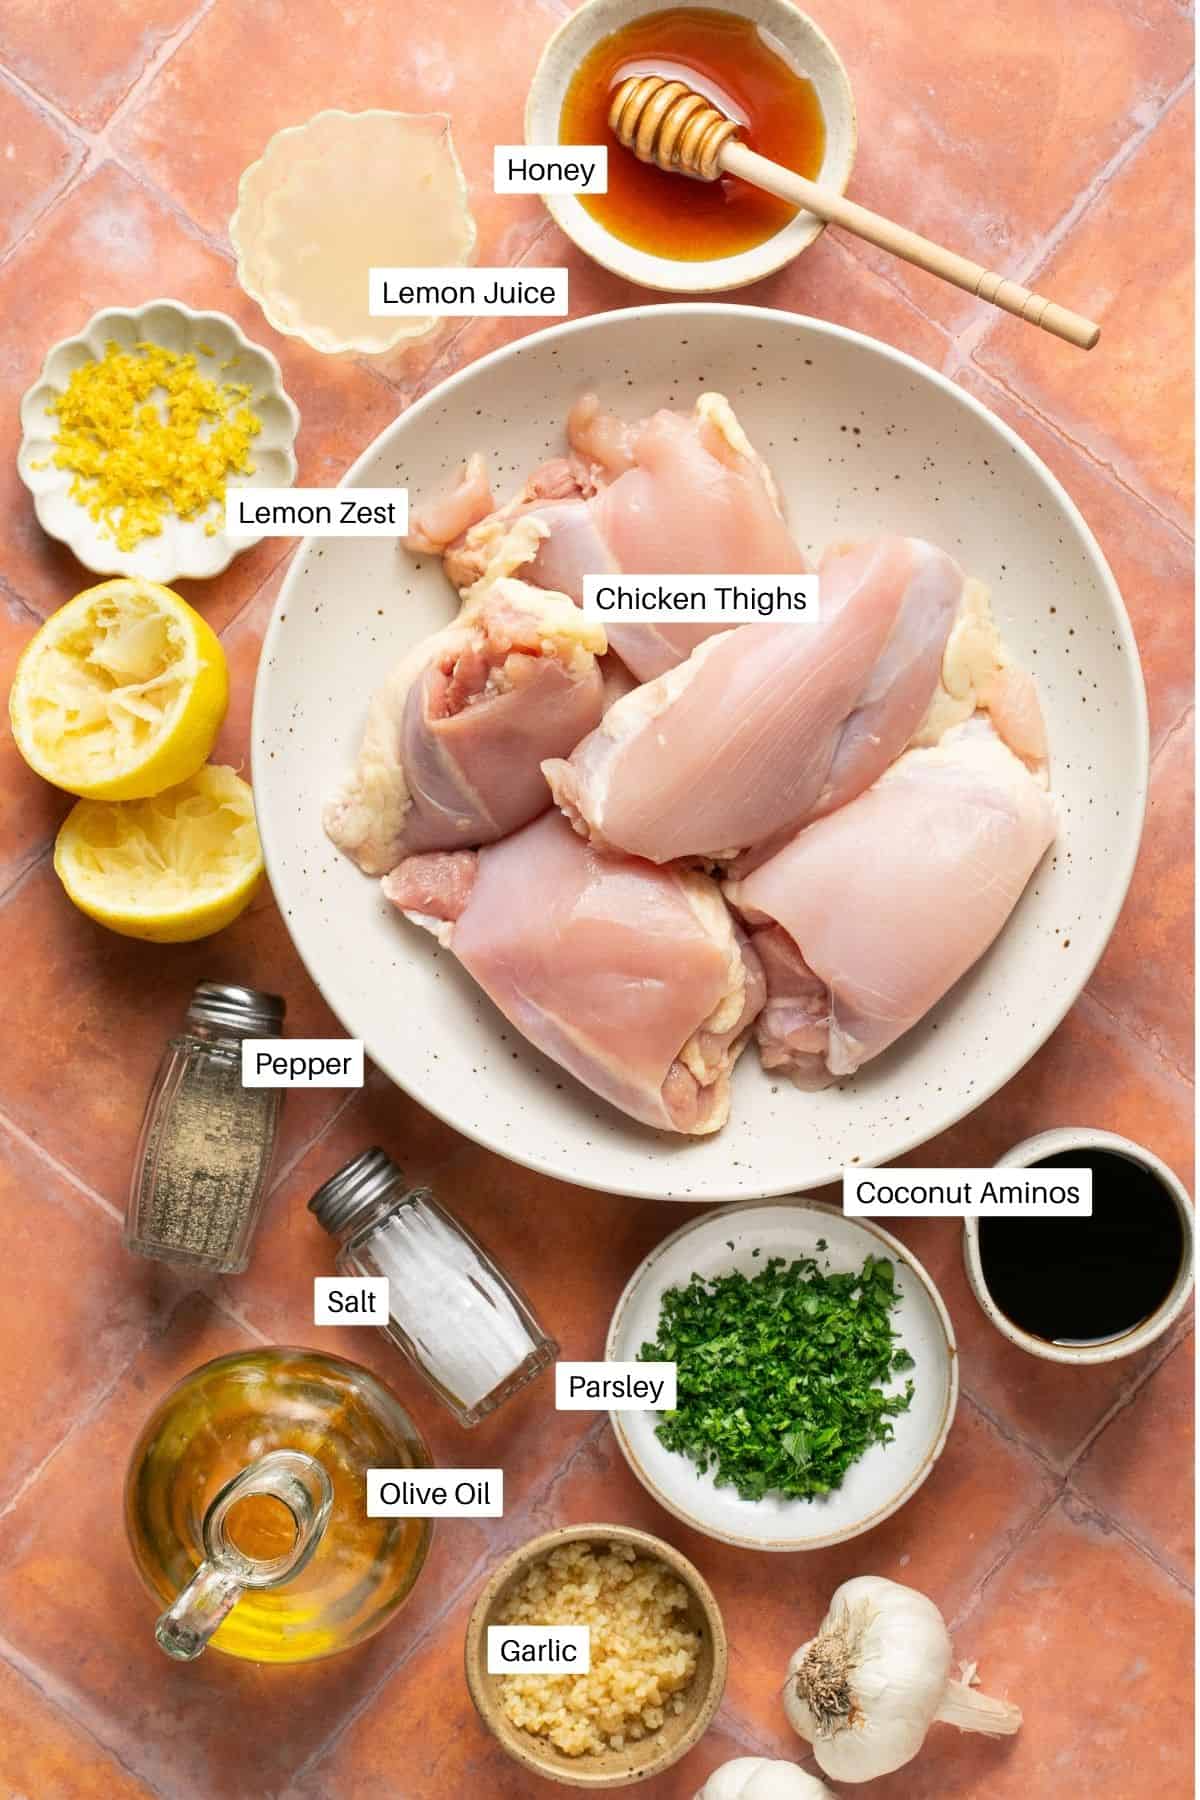 Honey
Lemon Juice
Lemon Zest
Chicken Thighs
Pepper
Coconut Aminos
Salt
Parsley
Olive Oil
Garlic